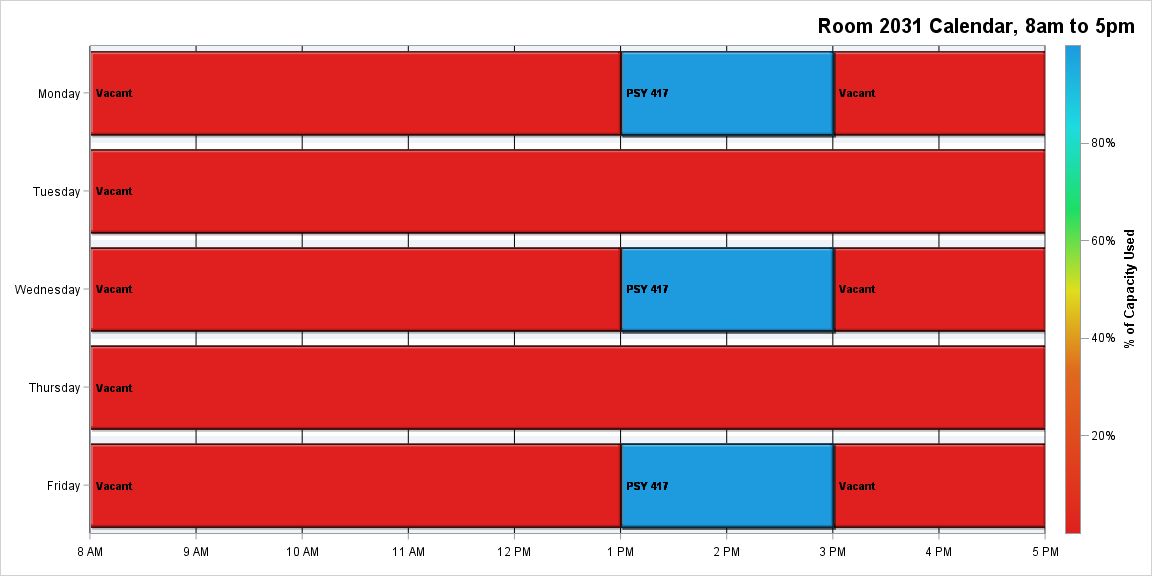 Room 2031 Calendar, 8am to 5pm
Monday
Vacant
PSY 417
Vacant
Tuesday
Vacant
Wednesday
Vacant
PSY 417
Vacant
Thursday
Vacant
Friday
Vacant
PSY 417
Vacant
8 AM
9 AM
10 AM
11 AM
12 PM
1 PM
2 PM
3 PM
4 PM
5 PM
80%
60%
40%
20%
% of Capacity Used